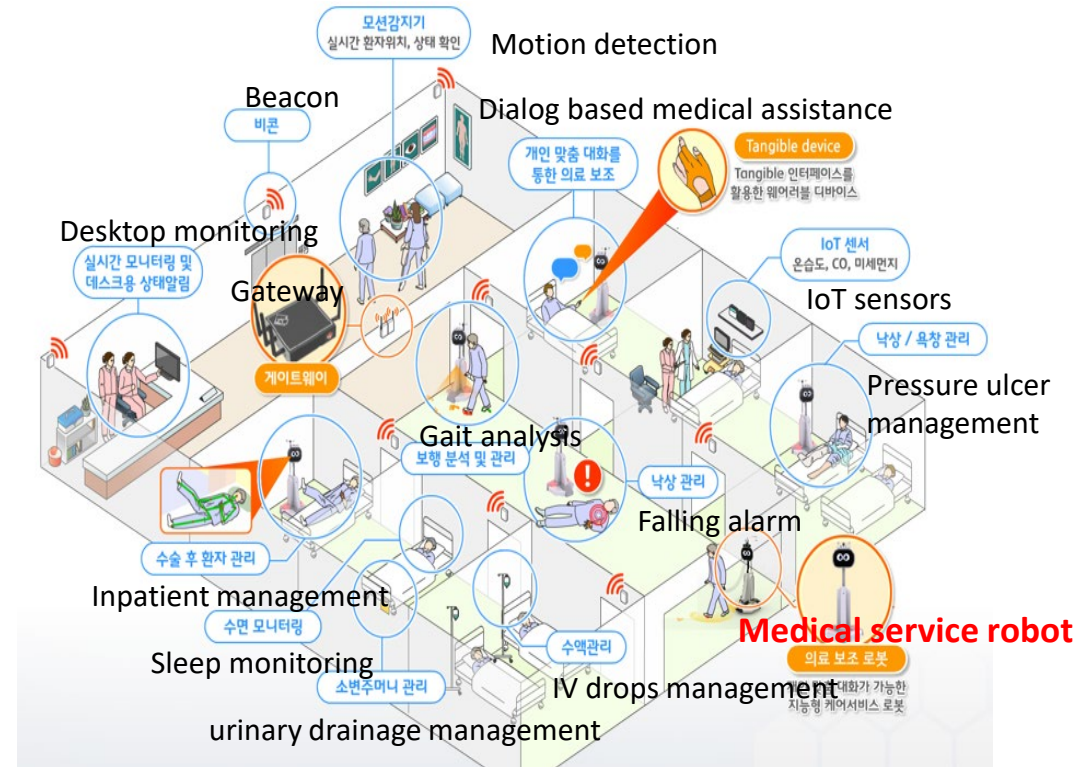 모션감지기
실시간 환자위치, 상태 확인
Motion detection
Beacon
비콘
Dialog based medical assistance
개인 맞춤 대화를
통한 의료 보조
Tangible device
Tangible 인터페이스를
활용한 웨어러블 디바이스
Desktop monitoring
실시간 모니터링 및
데스크용 상태알림
Gateway
게이트웨이
IoT 센서
온습도, CO, 미세먼지
IoT sensors
낙상 / 욕창 관리
Pressure ulcer
management
Gait analysis
보행 분석 및 관리
낙상 관리
Falling alarm
수술 후 환자 관리
Inpatient management
수면 모니터링
Sleep monitoring
소변주머니 관리
urinary drainage management
수액관리
IV drops management
Medical service robot
의료 보조 로봇
대화가 가능한
지능형 케어서비스 로봇